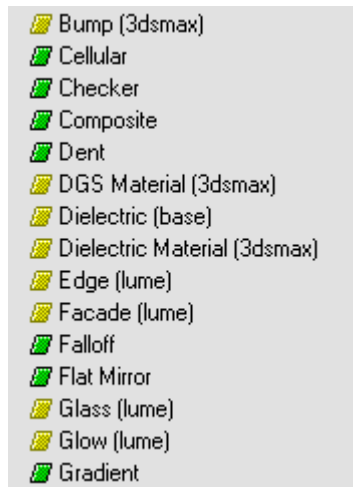 Bump (3dsmax)
Cellular
Checker
Composite
Dent
DGS Material (3dsmax)
Dielectric (base)
Dielectric Material (3dsmax)
Edge (lume)
Facade (lume)
Falloff
Flat Mirror
Glass (lume)
Glow (lume)
Gradient